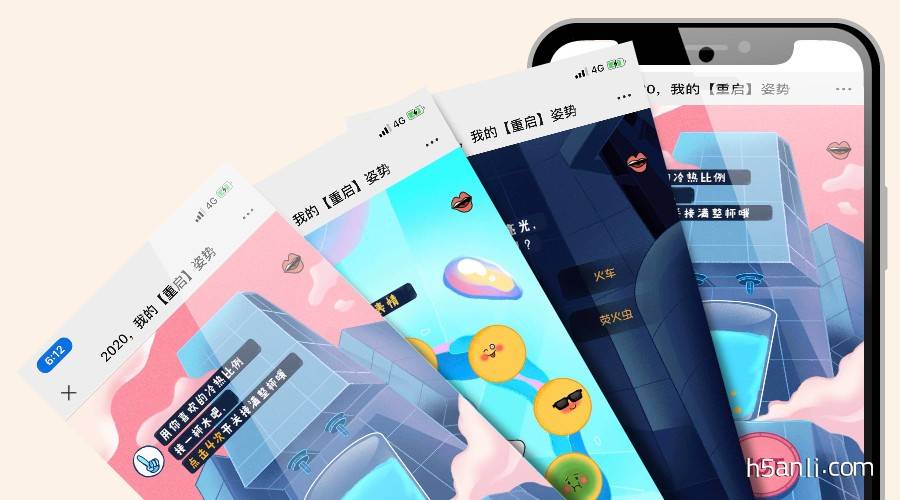 6:12
4G
2020，我的【重启】姿势
用你喜欢的冷热比例
接一杯水吧，
点击4次开关接满整杯哦
4G
我的【重启】姿势
情
4G
我的【重启】姿势
光，
？
火车
萤火虫
0，我的【重启】姿势
冷热比例
接满整杯哦
h5anli.com